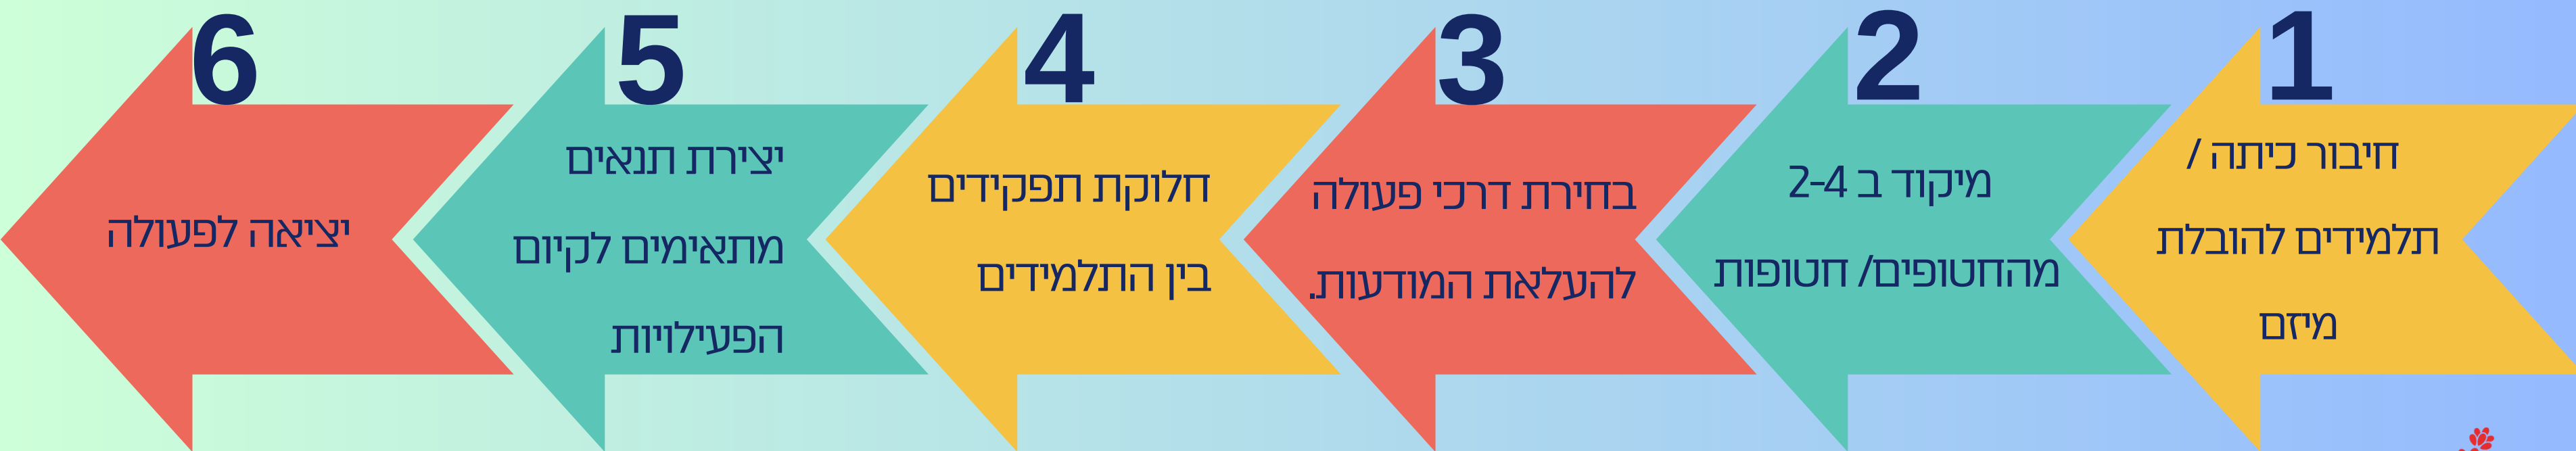 1
חיבור כיתה /
תלמידים להובלת
מיזם
2
מיקוד ב 2-4
מהחטופים/ חטופות
3
בחירת דרכי פעולה
להעלאת המודעות.
4
חלוקת תפקידים
בין התלמידים
5
יצירת תנאים
מתאימים לקיום
הפעילויות
6
יציאה לפעולה